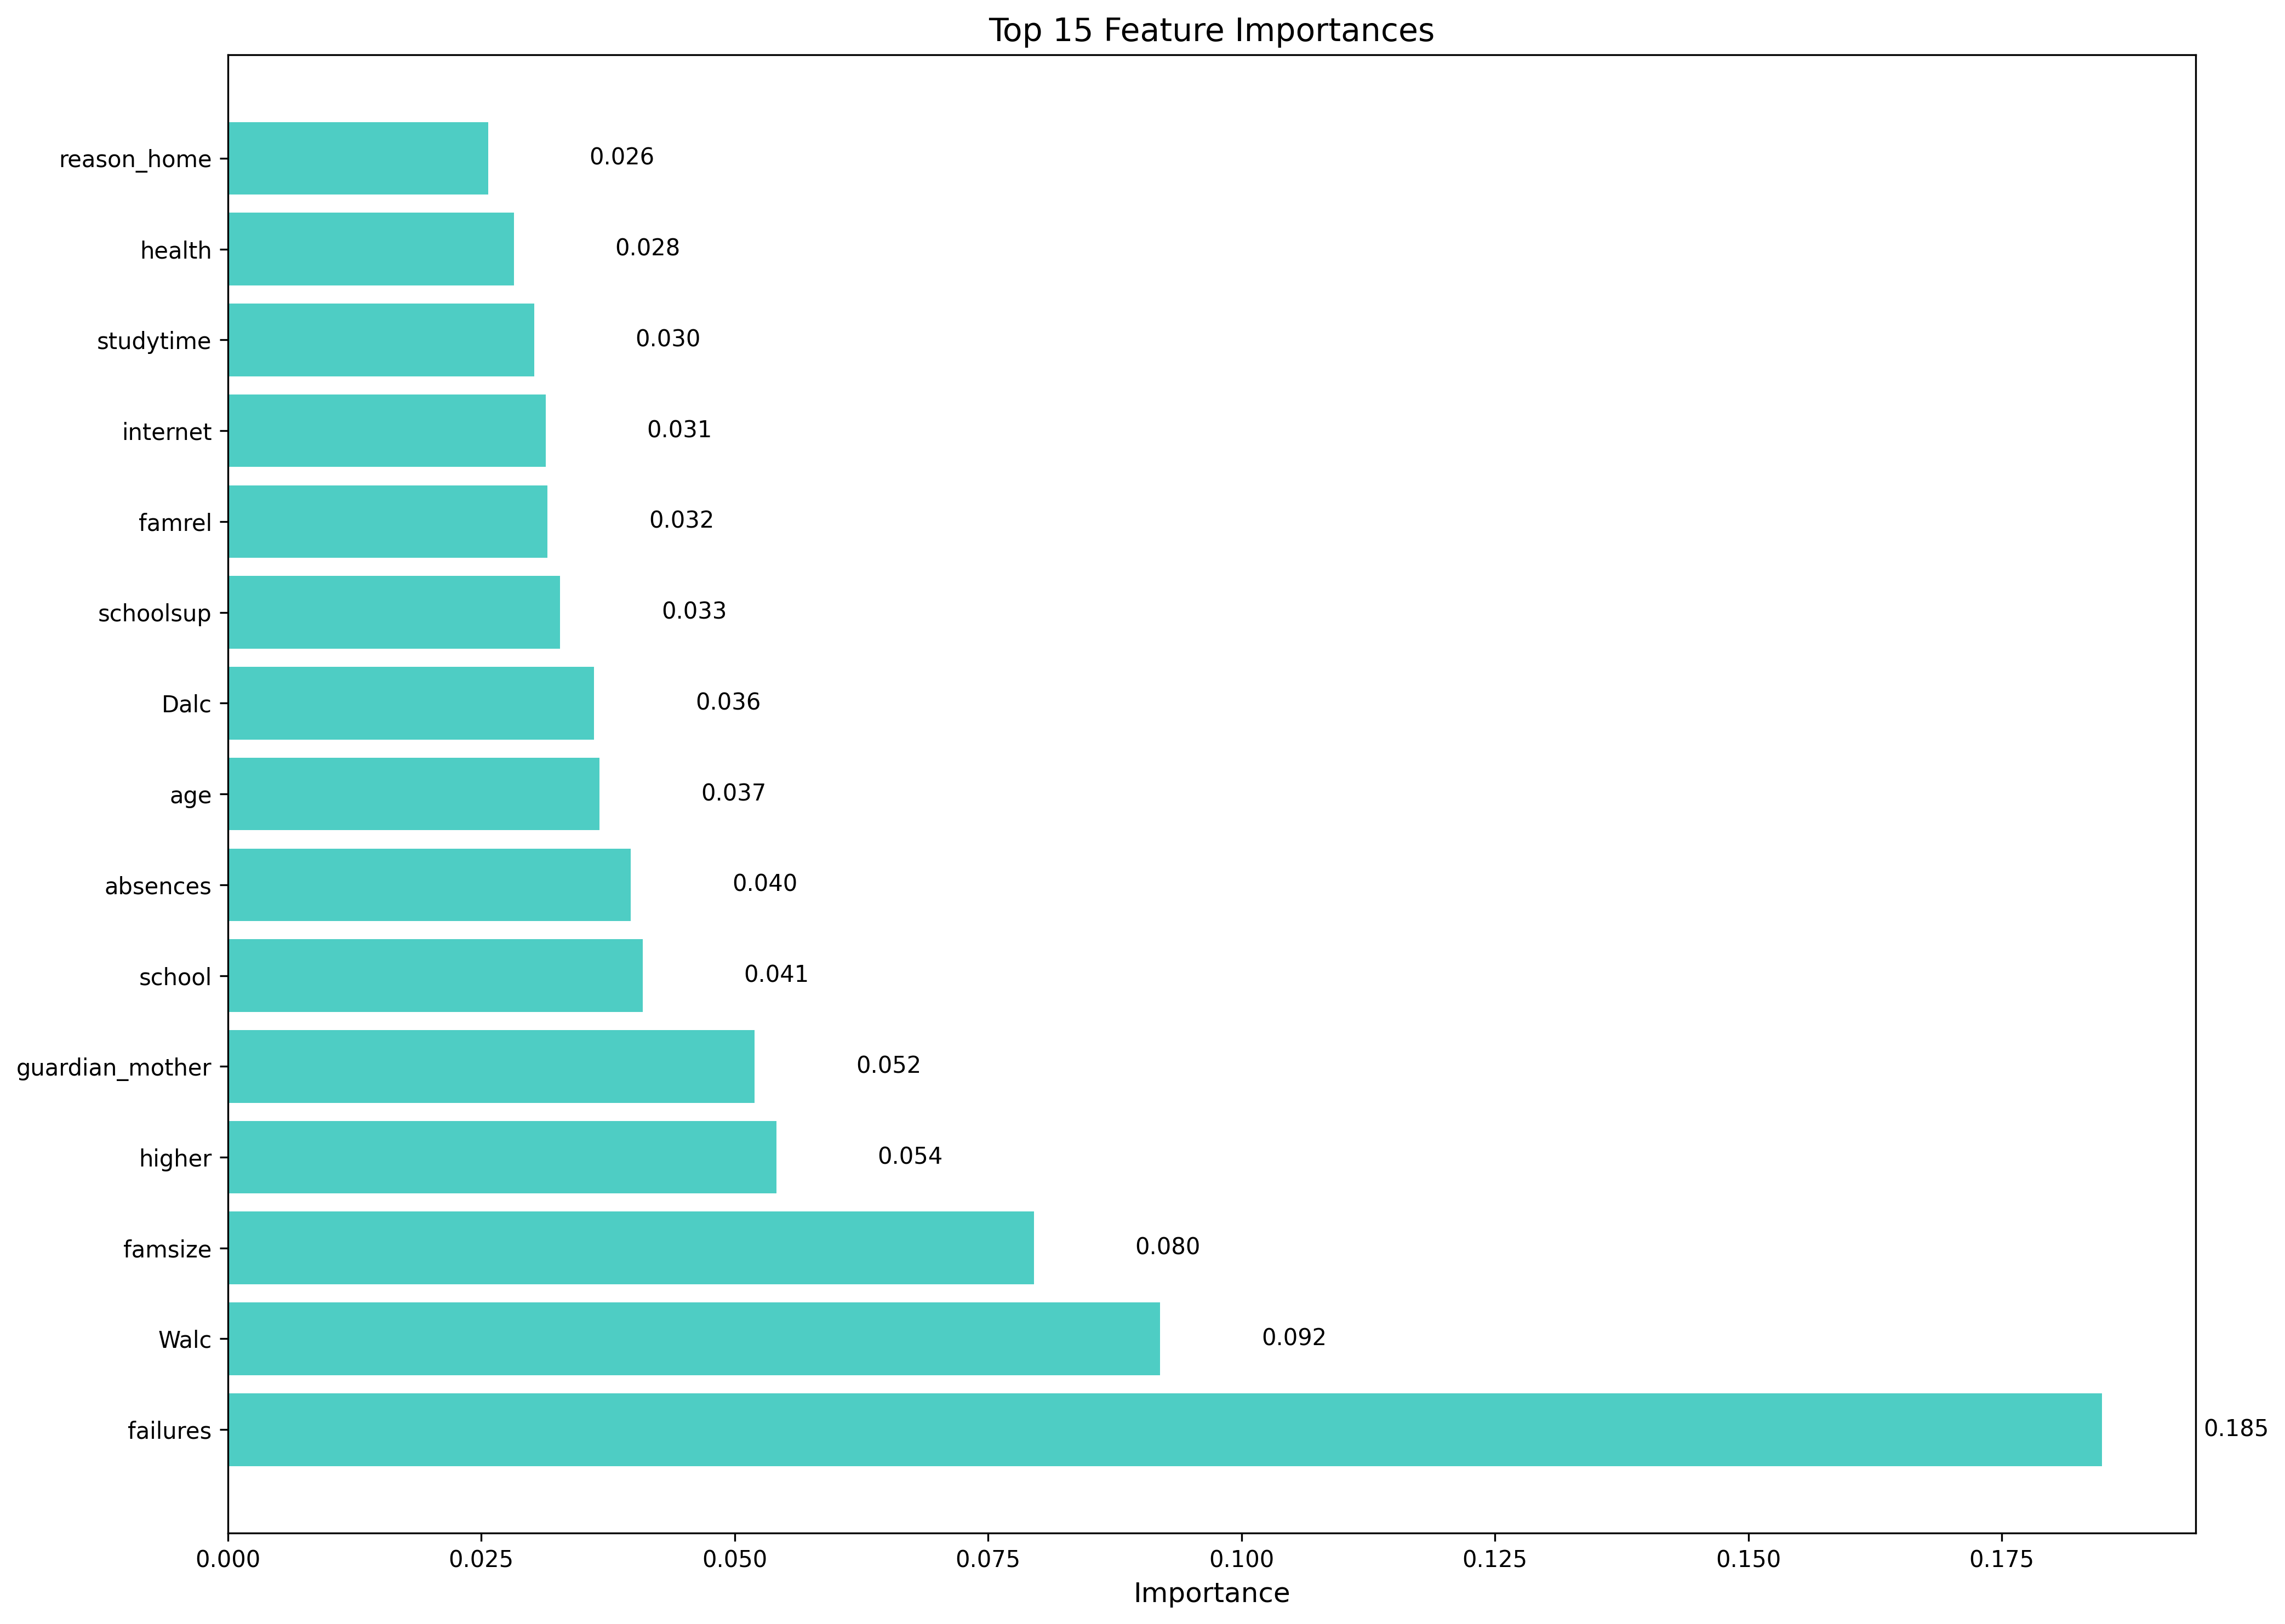 Top 15 Feature Importances
reason_home 0.026
health 0.028
studytime 0.030
internet 0.031
famrel 0.032
schoolsup 0.033
Dalc 0.036
age 0.037
absences 0.040
school 0.041
guardian_mother 0.052
higher 0.054
famsize 0.080
Walc 0.092
failures 0.185
0.000 0.025 0.050 0.075 0.100 0.125 0.150 0.175
Importance